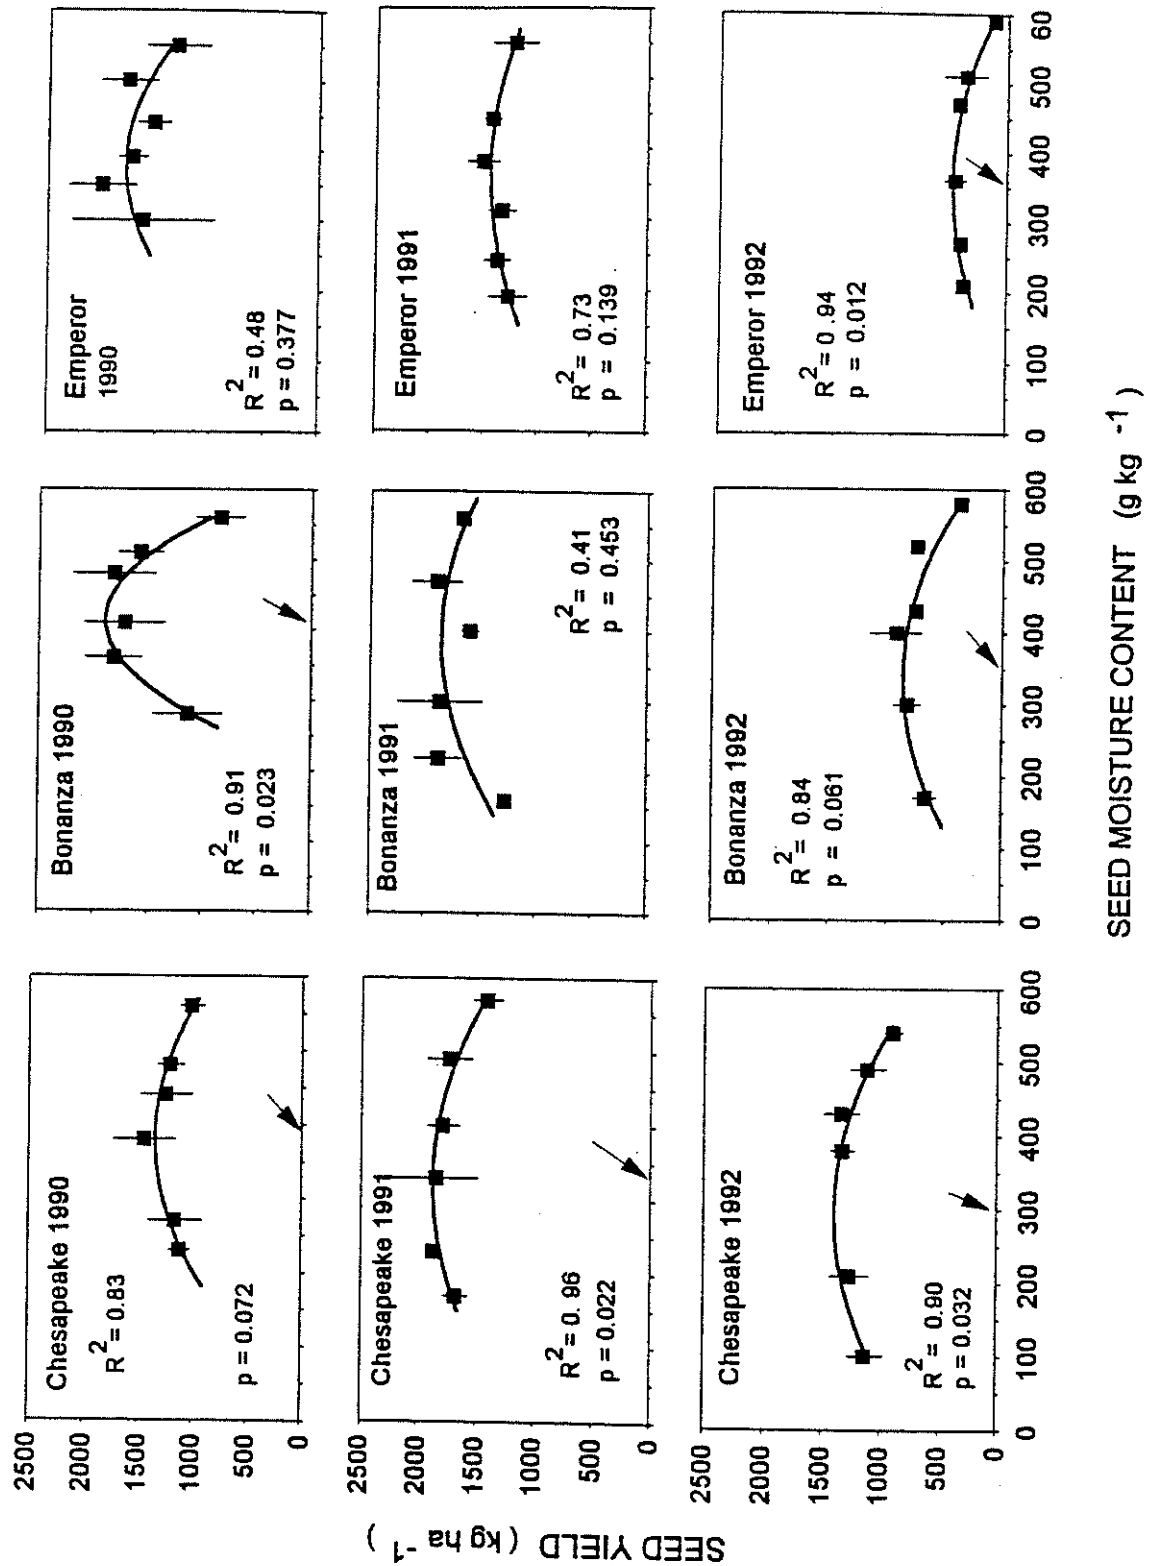 Chesapeake 1990
R² = 0.83
p = 0.072
Bonanza 1990
R² = 0.91
p = 0.023
Emperor
1990
R² = 0.48
p = 0.377
2500
2000
1500
1000
500
0
Chesapeake 1991
R² = 0.96
p = 0.022
Bonanza 1991
R² = 0.41
p = 0.453
Emperor 1991
R² = 0.73
p = 0.139
2500
2000
1500
1000
500
0
Chesapeake 1992
R² = 0.90
p = 0.032
Bonanza 1992
R² = 0.84
p = 0.061
Emperor 1992
R² = 0.94
p = 0.012
2500
2000
1500
1000
500
0
0 100 200 300 400 500 600
0 100 200 300 400 500 600
0 100 200 300 400 500 60
SEED YIELD ( kg ha ⁻¹ )
SEED MOISTURE CONTENT (g kg ⁻¹ )